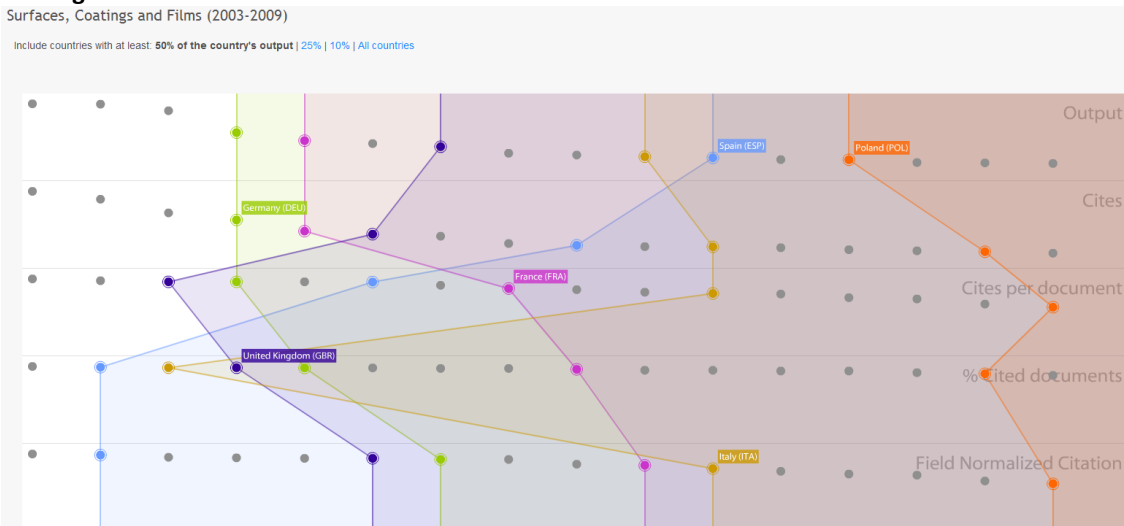 Surfaces, Coatings and Films (2003-2009)
Include countries with at least: 50% of the country's output | 25% | 10% | All countries
Output
Spain (ESP)
Poland (POL)
Cites
Germany (DEU)
France (FRA)
Cites per document
United Kingdom (GBR)
% Cited documents
Italy (ITA)
Field Normalized Citation